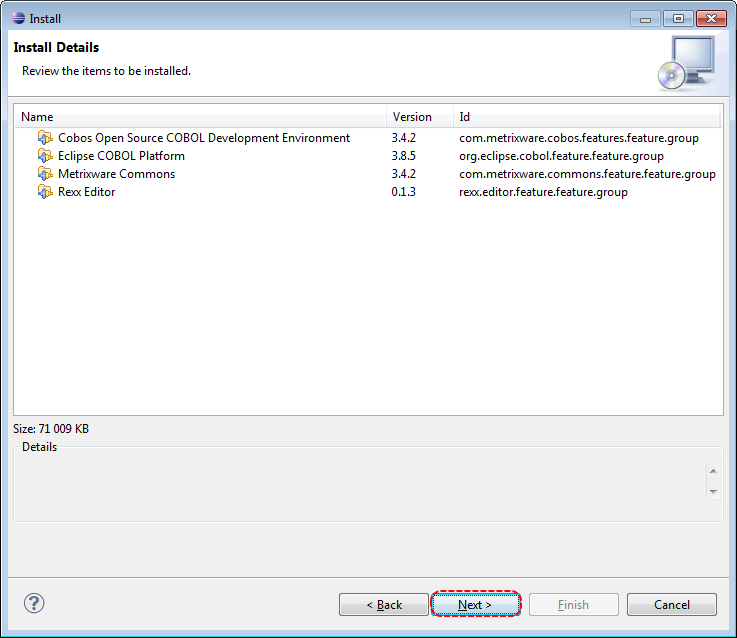 Install
Install Details
Review the items to be installed.
Name Version Id
Cobos Open Source COBOL Development Environment 3.4.2 com.metrixware.cobos.features.feature.group
Eclipse COBOL Platform 3.8.5 org.eclipse.cobol.feature.feature.group
Metrixware Commons 3.4.2 com.metrixware.commons.feature.feature.group
Rexx Editor 0.1.3 rexx.editor.feature.feature.group
Size: 71 009 KB
Details
? < Back Next > Finish Cancel